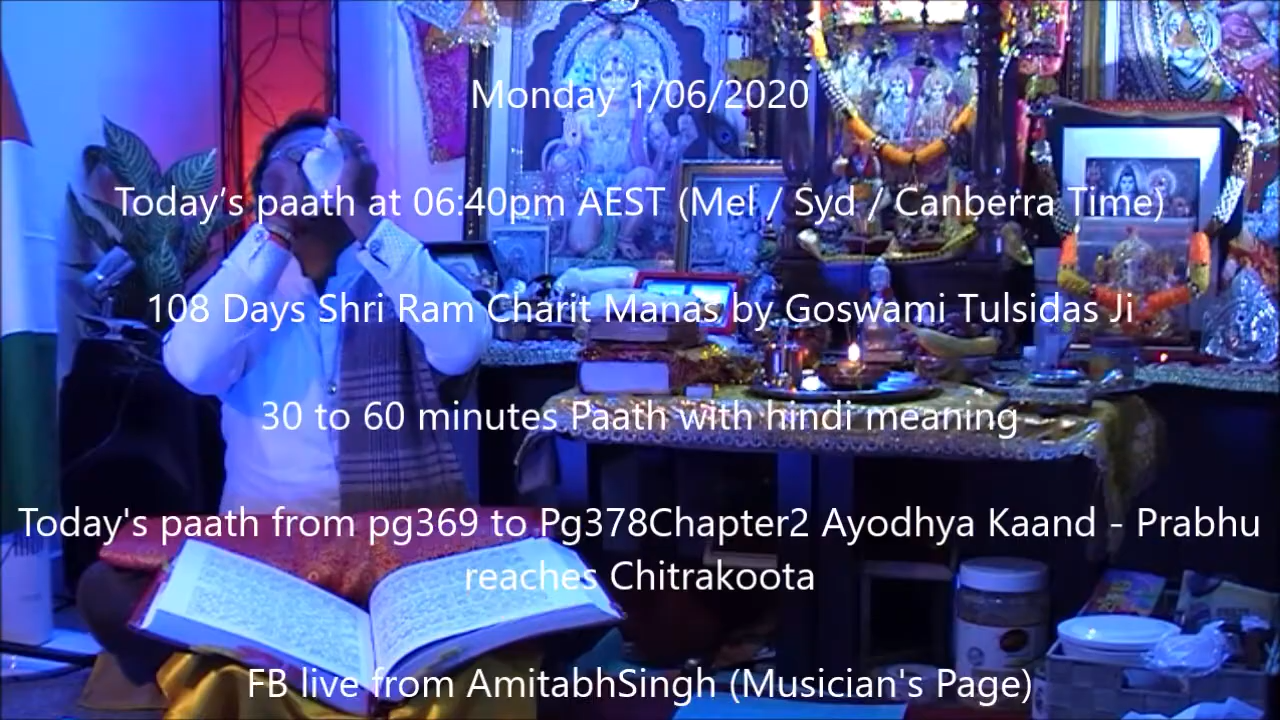 Monday 1/06/2020
Today‘s paath at 06:40pm AEST (Mel / Syd / Canberra Time)
108 Days Shri Ram Charit Manas by Goswami Tulsidas Ji
30 to 60 minutes Paath with hindi meaning
Today's paath from pg369 to Pg378Chapter2 Ayodhya Kaand - Prabhu
reaches Chitrakoota
FB live from AmitabhSingh (Musician's Page)